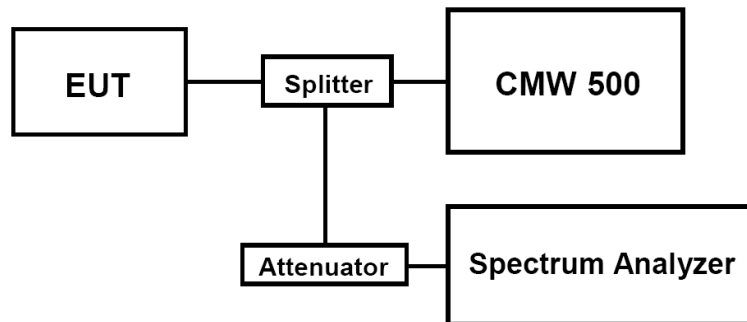 EUT
Splitter
CMW 500
Attenuator
Spectrum Analyzer